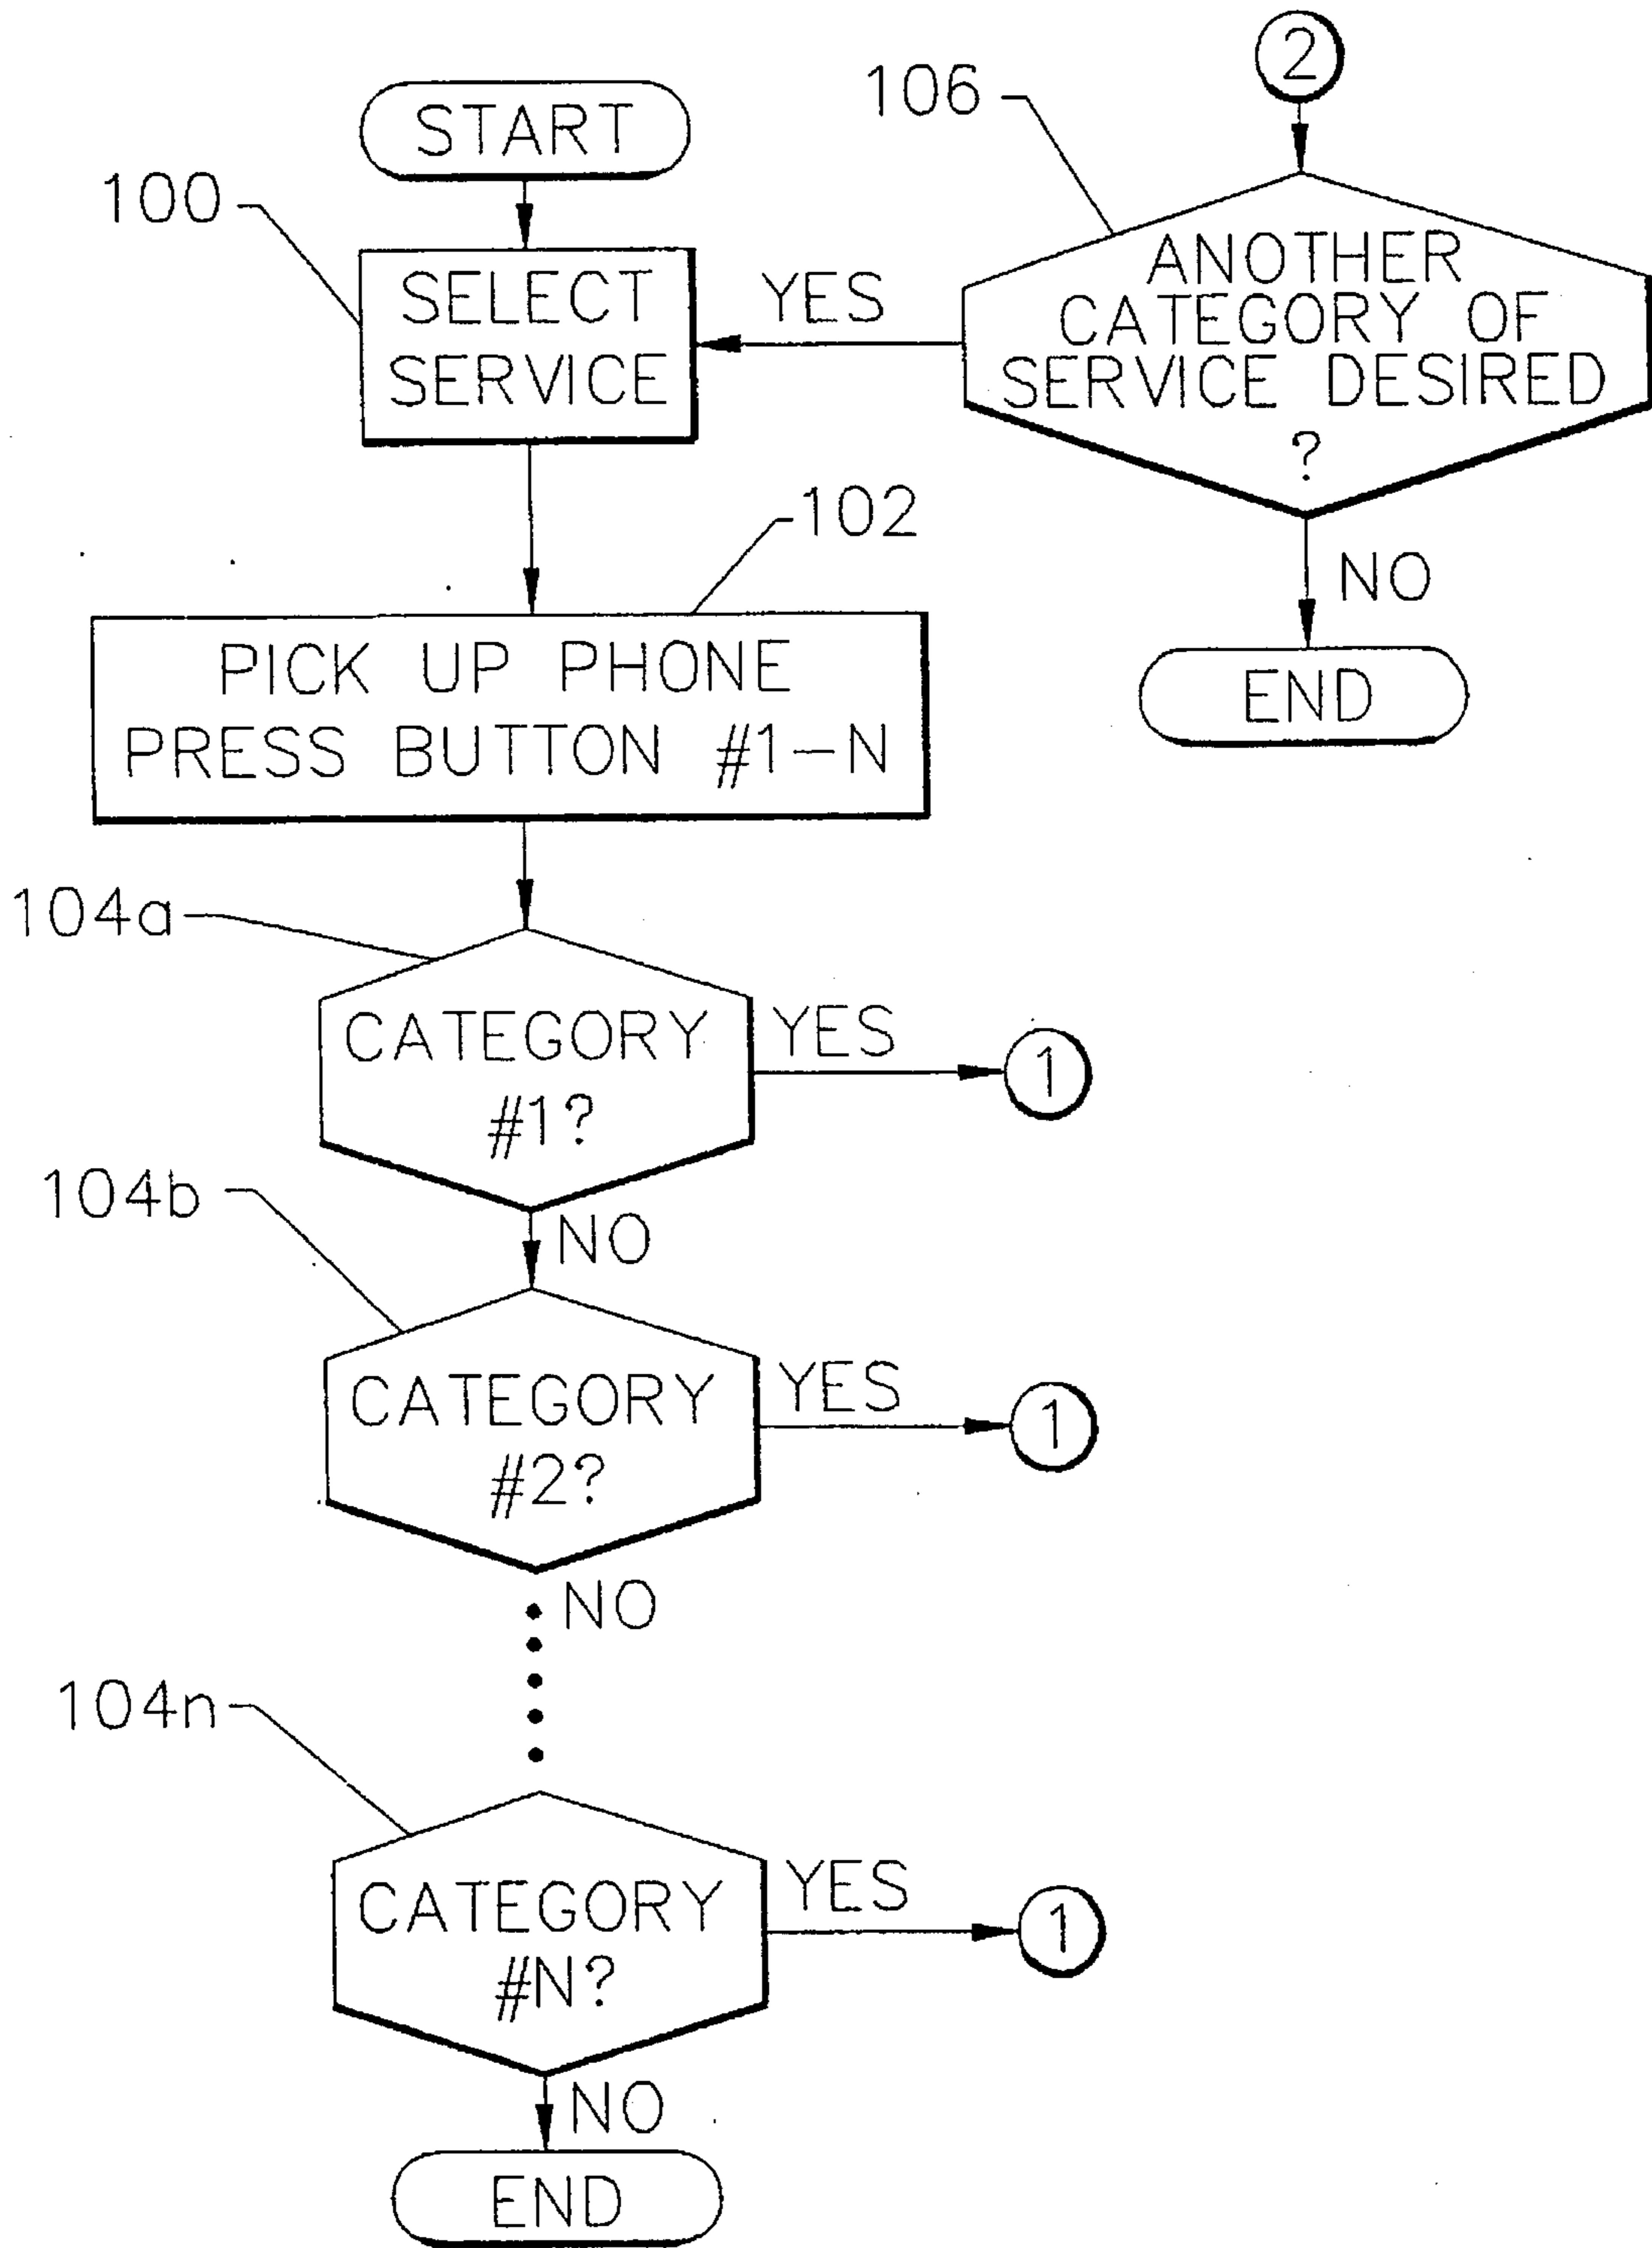 START
100
SELECT
SERVICE
102
PICK UP PHONE
PRESS BUTTON #1-N
104a
CATEGORY
#1?
YES
1
NO
104b
CATEGORY
#2?
YES
1
NO
104n
CATEGORY
#N?
YES
1
NO
END
2
106
ANOTHER
CATEGORY OF
SERVICE DESIRED
?
YES
NO
END